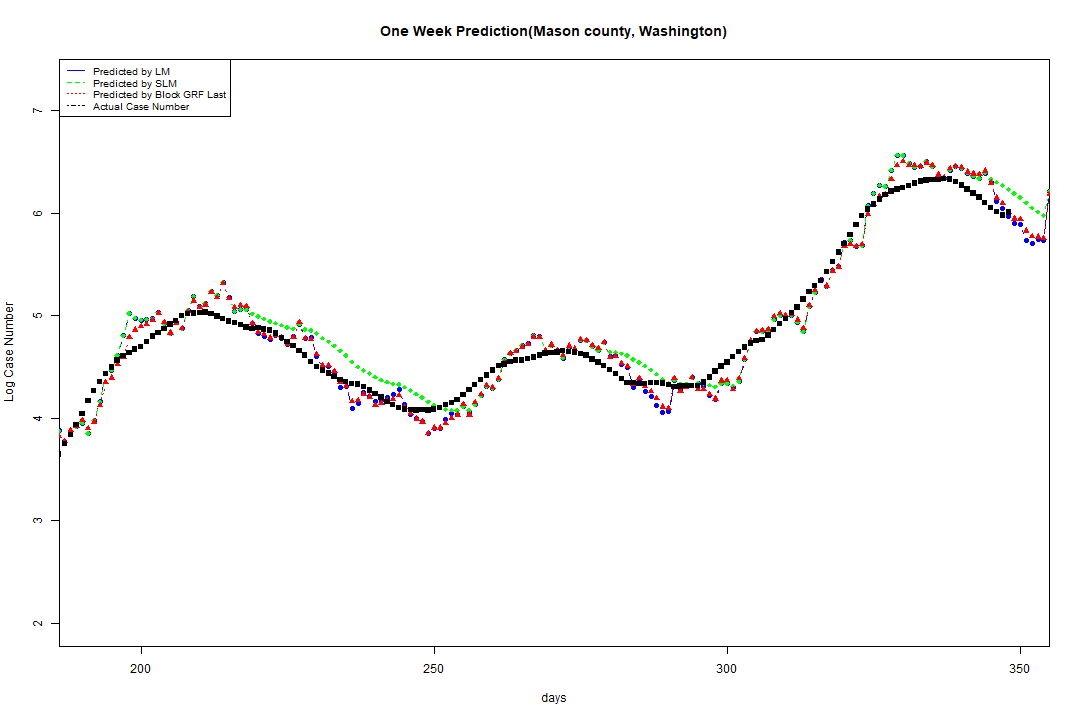 One Week Prediction(Mason county, Washington)
Predicted by LM
Predicted by SLM
Predicted by Block GRF Last
Actual Case Number
7
6
5
4
3
2
Log Case Number
200
250
300
350
days